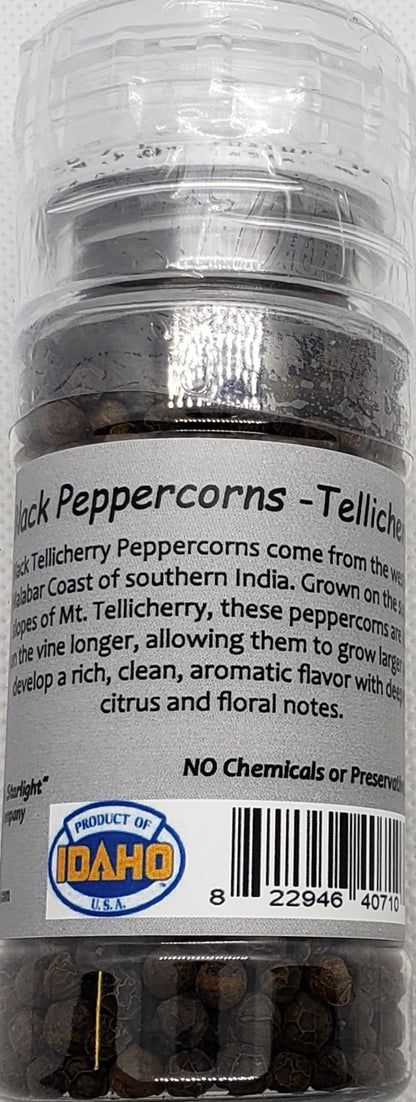 lack Peppercorns -Telliche
ack Tellicherry Peppercorns come from the wes
alabar Coast of southern India. Grown on the s
lopes of Mt. Tellicherry, these peppercorns are
n the vine longer, allowing them to grow larger
develop a rich, clean, aromatic flavor with deep
citrus and floral notes.
NO Chemicals or Preservati
Starlight"
mpany
PRODUCT OF
IDAHO
U.S.A.
8 22946 40710